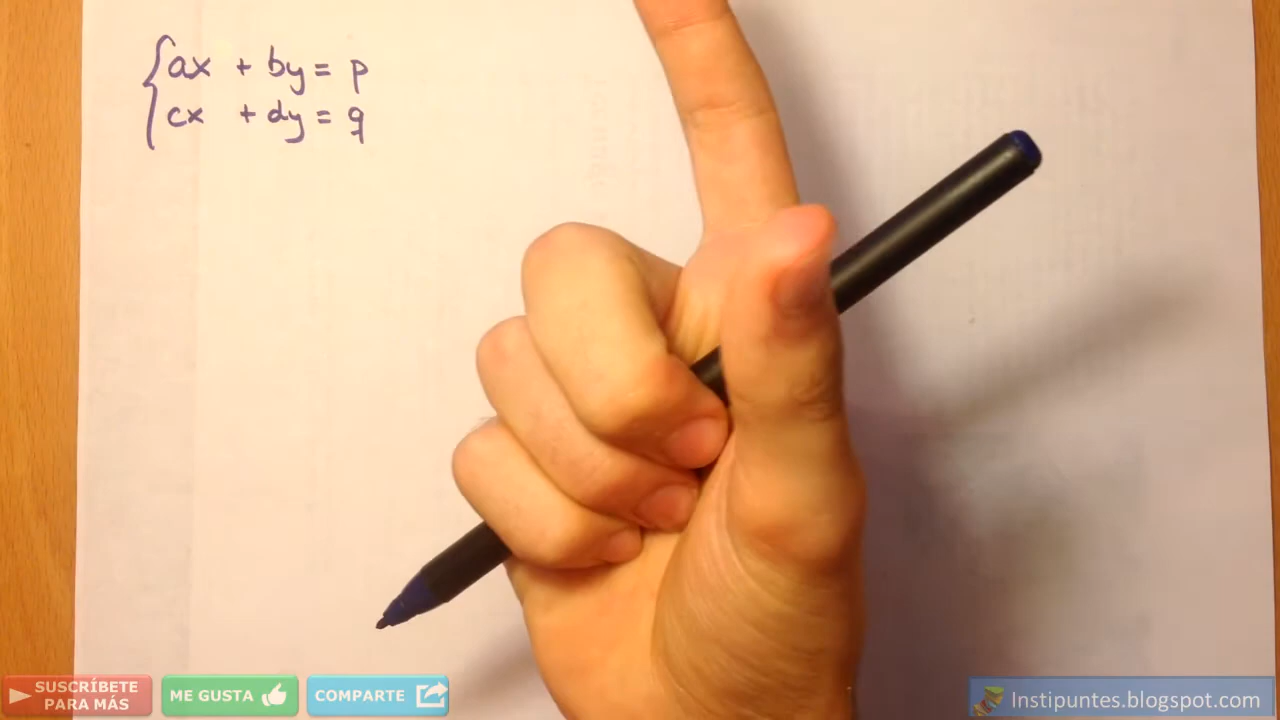 ax + by = p
cx + dy = q
SUSCRÍBETE
PARA MÁS
ME GUSTA
COMPARTE
Instipuntes.blogspot.com